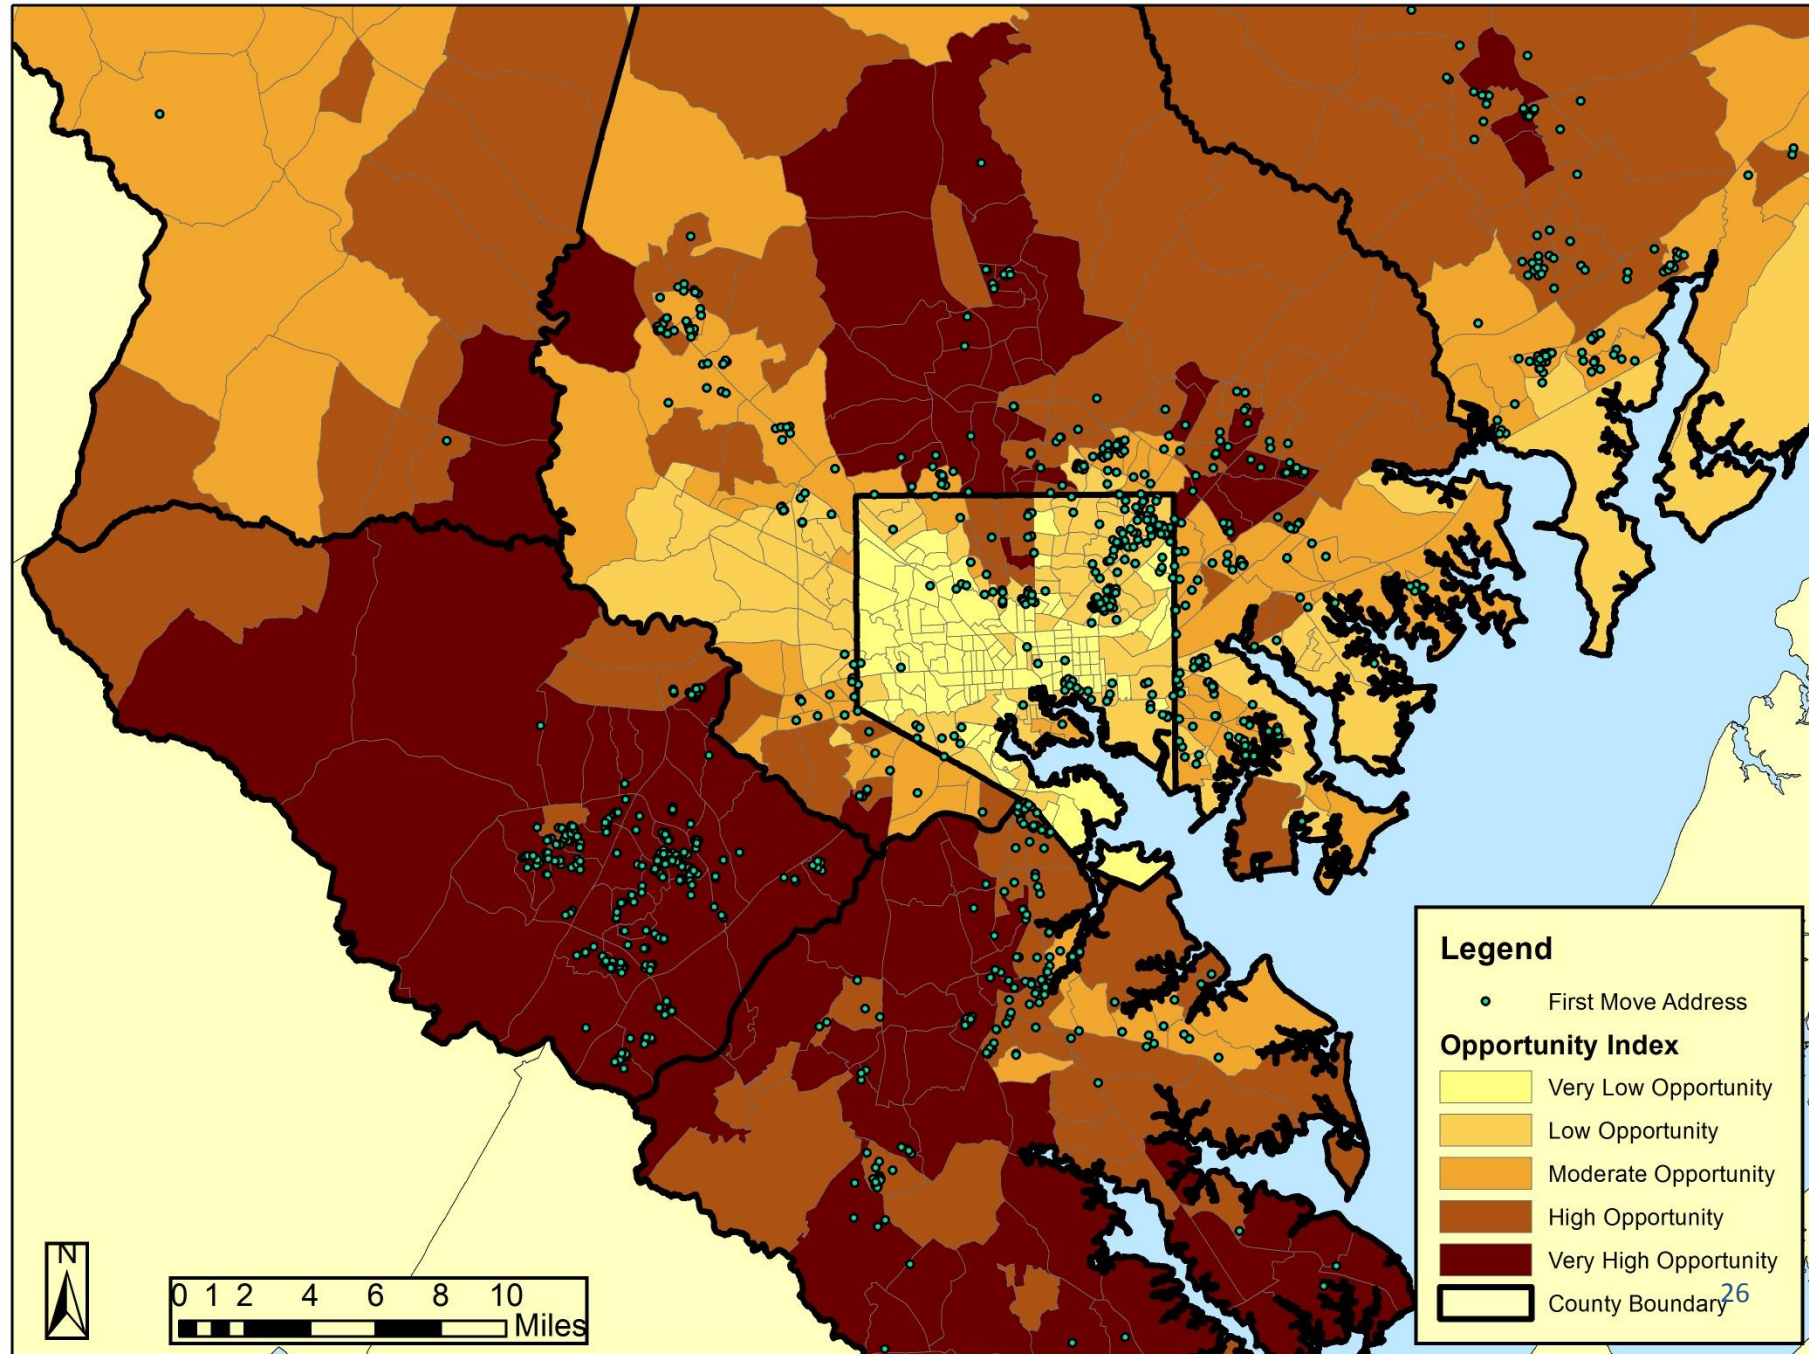 Legend
First Move Address
Opportunity Index
Very Low Opportunity
Low Opportunity
Moderate Opportunity
High Opportunity
Very High Opportunity
County Boundary
26
N
0 1 2 4 6 8 10
Miles